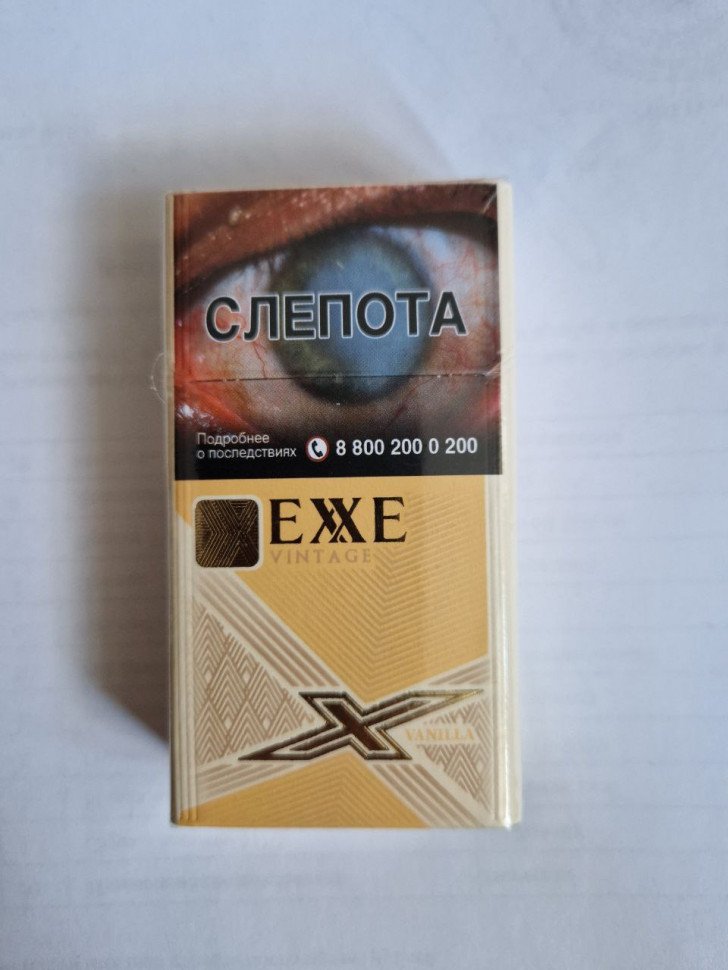 СЛЕПОТА
Подробнее
о последствиях 8 800 200 0 200
EXXE
VINTAGE
X
VANILLA